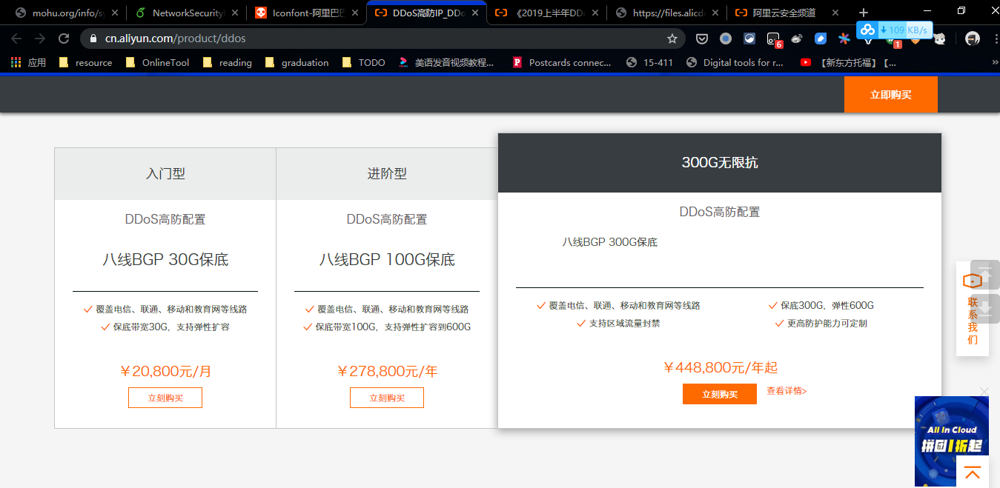 mohu.org/info/sy
NetworkSecurity
Iconfont-阿里巴巴
DDoS高防IP_DDo
《2019上半年DD
https://files.alicd
阿里云安全频道
cn.aliyun.com/product/ddos
109 KB/s
6
1
应用
resource
OnlineTool
reading
graduation
TODO
美语发音视频教程...
Postcards connec...
15-411
Digital tools for r...
【新东方托福】【...
立即购买
入门型
DDoS高防配置
八线BGP 30G保底
覆盖电信、联通、移动和教育网等线路
保底带宽30G，支持弹性扩容
￥20,800元/月
立刻购买
进阶型
DDoS高防配置
八线BGP 100G保底
覆盖电信、联通、移动和教育网等线路
保底带宽100G，支持弹性扩容到600G
￥278,800元/年
立刻购买
300G无限抗
DDoS高防配置
八线BGP 300G保底
覆盖电信、联通、移动和教育网等线路
保底300G，弹性600G
支持区域流量封禁
更高防护能力可定制
￥448,800元/年起
立刻购买
查看详情>
联
系
我
们
All In Cloud
拼团1折起